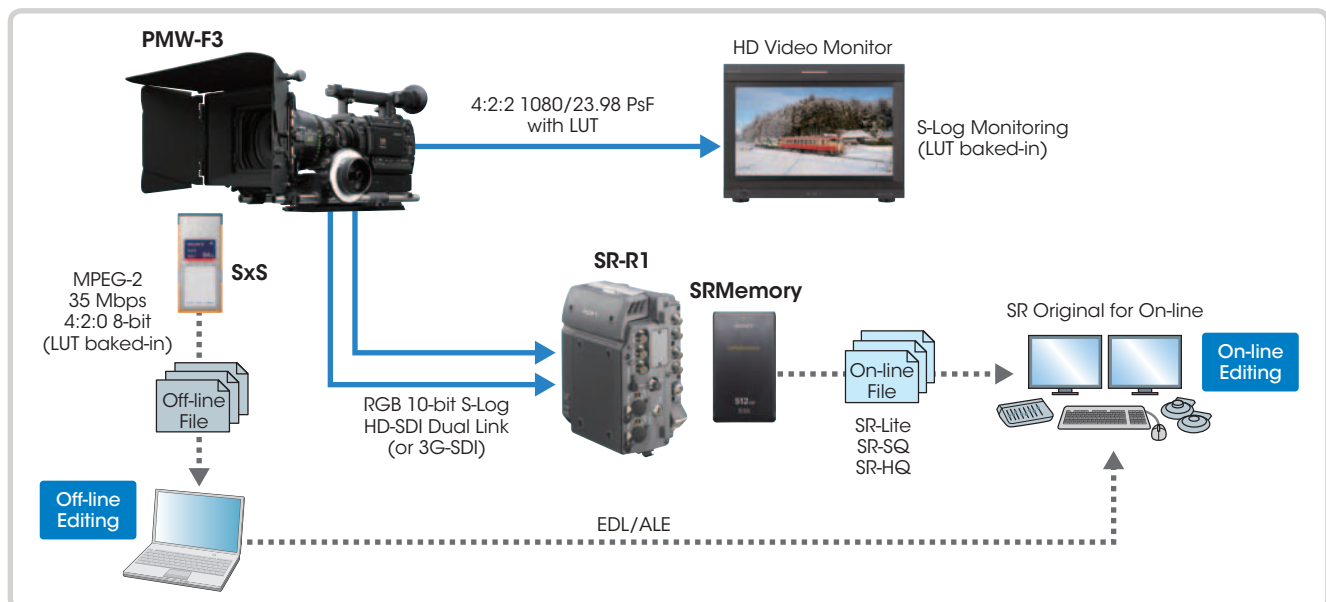 PMW-F3
HD Video Monitor
4:2:2 1080/23.98 PsF
with LUT
S-Log Monitoring
(LUT baked-in)
SxS
MPEG-2
35 Mbps
4:2:0 8-bit
(LUT baked-in)
Off-line
File
Off-line
Editing
RGB 10-bit S-Log
HD-SDI Dual Link
(or 3G-SDI)
SR-R1
SRMemory
SONY
512
On-line
File
SR-Lite
SR-SQ
SR-HQ
SR Original for On-line
On-line
Editing
EDL/ALE